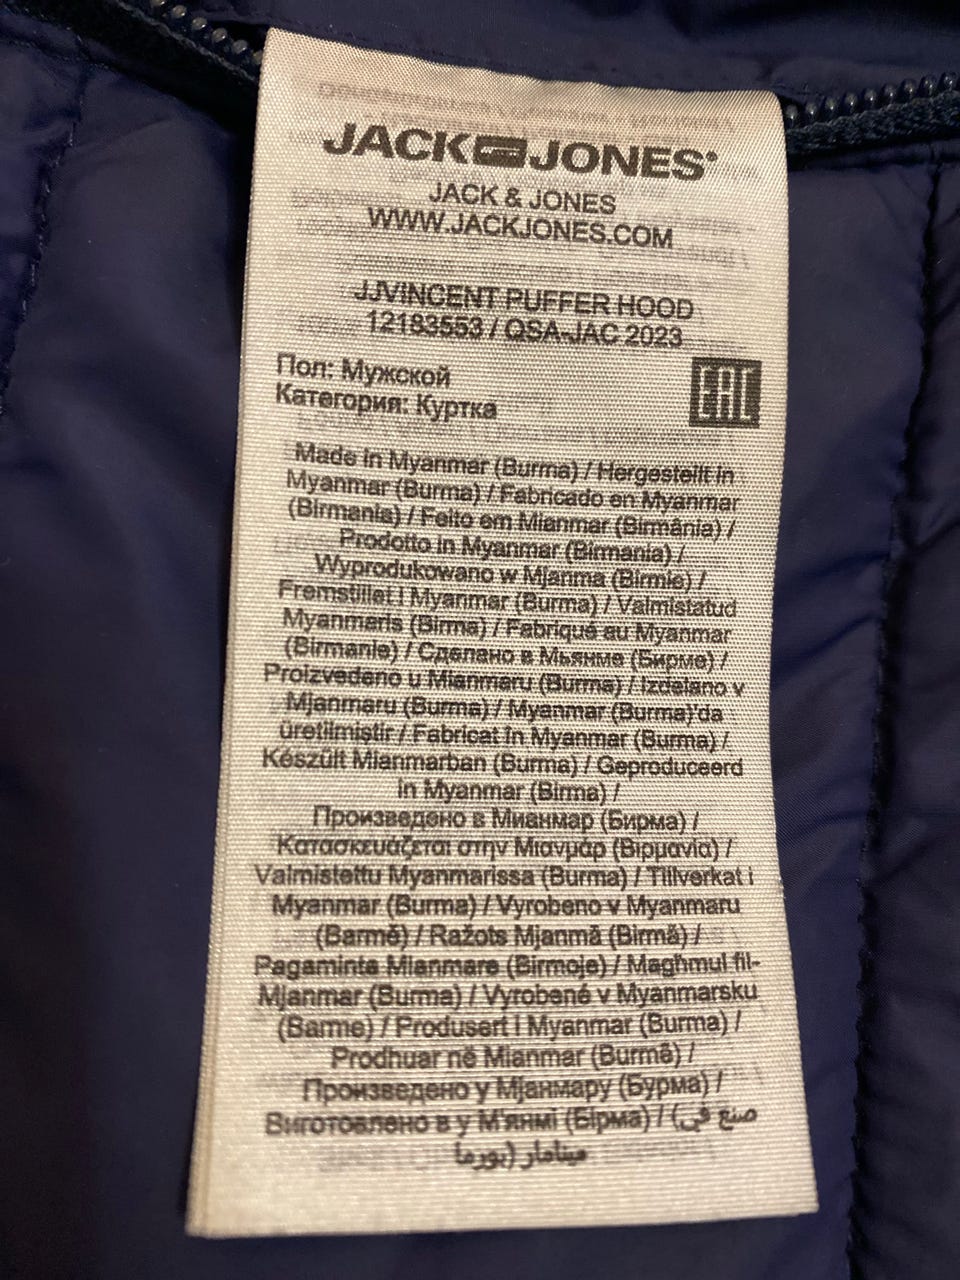 JACK JONES®
JACK & JONES
WWW.JACKJONES.COM
JJVINCENT PUFFER HOOD
12183553 / QSA-JAC 2023
Пол: Мужской
Категория: Куртка
EAC
Made in Myanmar (Burma) / Hergestellt in
Myanmar (Burma) / Fabricado en Myanmar
(Birmania) / Feito em Mianmar (Birmânia) /
Prodotto in Myanmar (Birmania) /
Wyprodukowano w Mjanma (Birmie) /
Fremstillet i Myanmar (Burma) / Valmistatud
Myanmaris (Birma) / Fabriqué au Myanmar
(Birmanie) / Сделано в Мьянме (Бирме) /
Proizvedeno u Mianmaru (Burma) / Izdelano v
Mjanmaru (Burma) / Myanmar (Burma)'da
üretilmiştir / Fabricat în Myanmar (Burma) /
Készült Mianmarban (Burma) / Geproduceerd
in Myanmar (Birma) /
Произведено в Мианмар (Бирма) /
Κατασκευάζεται στην Μιανμάρ (Βιρμανία) /
Valmistettu Myanmarissa (Burma) / Tillverkat i
Myanmar (Burma) / Vyrobeno v Myanmaru
(Barmě) / Ražots Mjanmā (Birmā) /
Pagaminta Mianmare (Birmoje) / Magħmul fil-
Mjanmar (Burma) / Vyrobené v Myanmarsku
(Barme) / Produsert i Myanmar (Burma) /
Prodhuar në Mianmar (Burmë) /
Произведено у Мјанмару (Бурма) /
Виготовлено в у М'янмі (Бірма) / (صنع في
ميانمار (بورما